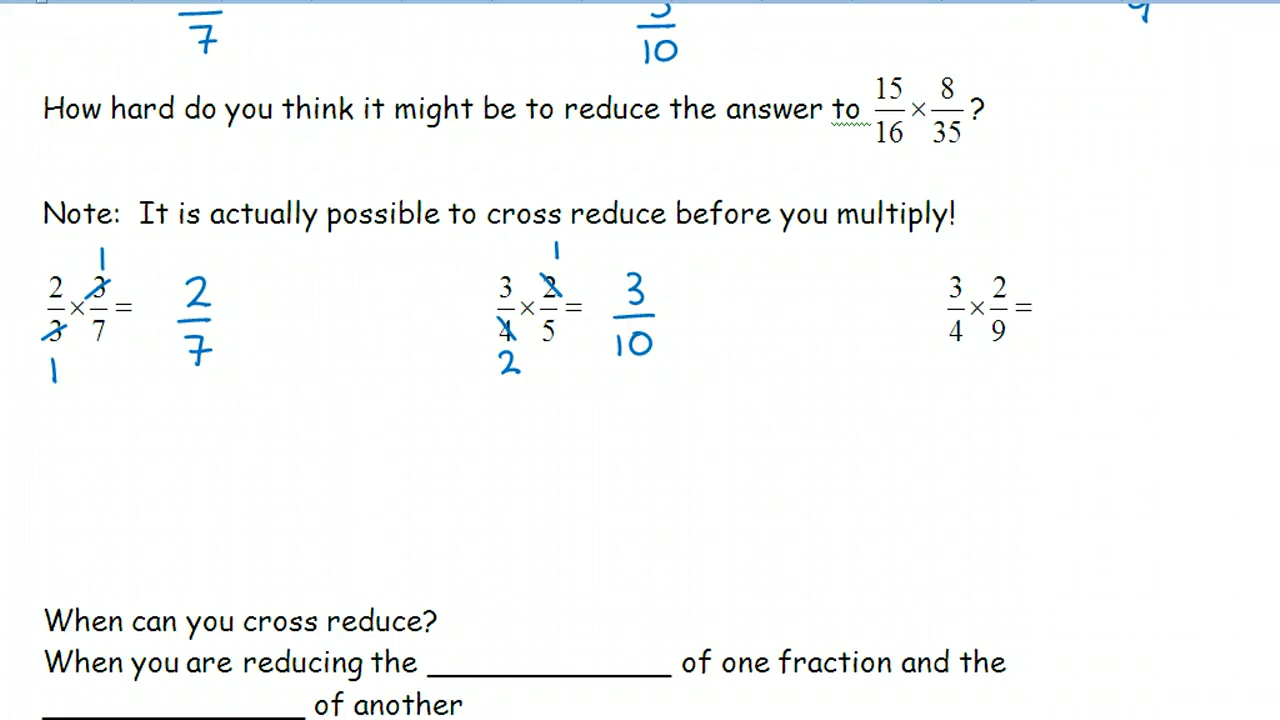 7 10
How hard do you think it might be to reduce the answer to 15/16 × 8/35 ?
Note: It is actually possible to cross reduce before you multiply!
1 1
2/3 × 3/7 = 2/7 3/4 × 2/5 = 3/10 3/4 × 2/9 =
1 2
When can you cross reduce?
When you are reducing the ______________ of one fraction and the
______________ of another